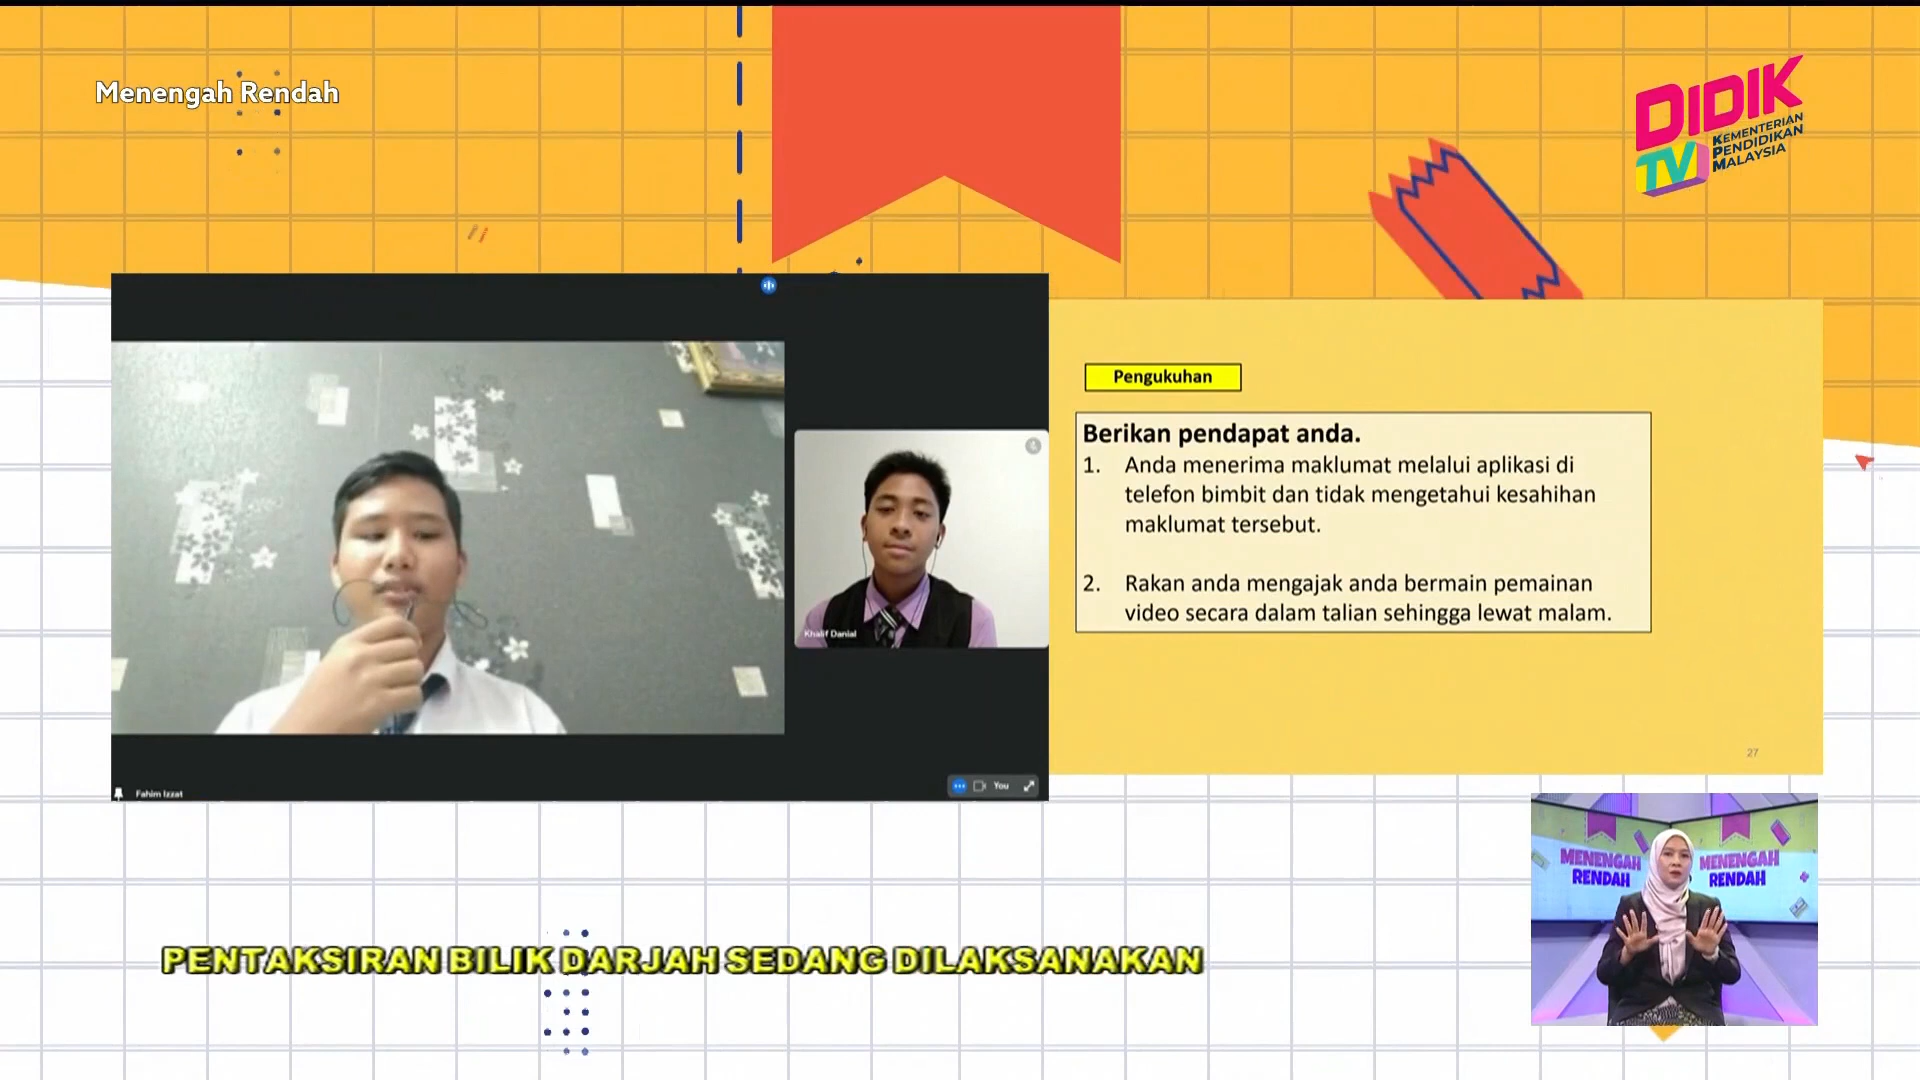 Menengah Rendah
DIDIK
TV
KEMENTERIAN
PENDIDIKAN
MALAYSIA
Pengukuhan
Berikan pendapat anda.
1. Anda menerima maklumat melalui aplikasi di
telefon bimbit dan tidak mengetahui kesahihan
maklumat tersebut.
2. Rakan anda mengajak anda bermain pemainan
video secara dalam talian sehingga lewat malam.
27
Khalif Danial
Fahim Izzat
You
MENENGAH
RENDAH
MENENGAH
RENDAH
PENTAKSIRAN BILIK DARJAH SEDANG DILAKSANAKAN